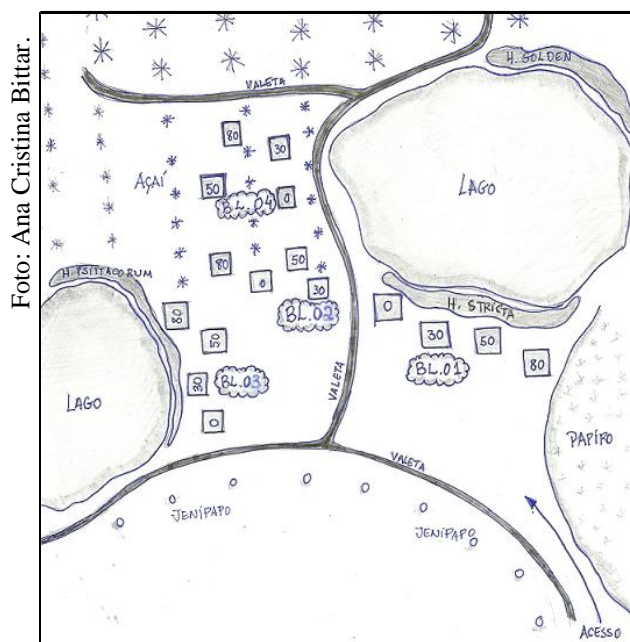 Foto: Ana Cristina Bittar.
H. GOLDEN
VALETA
80
30
AÇAÍ
50
0
BL.04
LAGO
H. PSITTACORUM
80
50
0
30
BL.02
0
H. STRICTA
30
50
80
BL.01
80
50
30
0
BL.03
LAGO
VALETA
PAPIRO
VALETA
JENIPAPO
JENIPAPO
ACESSO